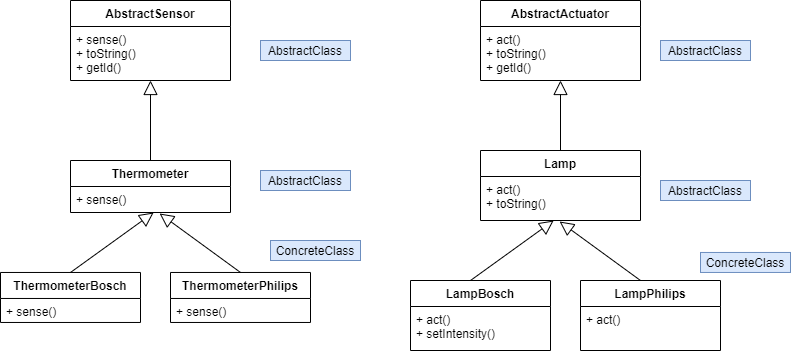 AbstractSensor
+ sense()
+ toString()
+ getId()
AbstractClass
Thermometer
+ sense()
AbstractClass
ConcreteClass
ThermometerBosch
+ sense()
ThermometerPhilips
+ sense()
AbstractActuator
+ act()
+ toString()
+ getId()
AbstractClass
Lamp
+ act()
+ toString()
AbstractClass
ConcreteClass
LampBosch
+ act()
+ setIntensity()
LampPhilips
+ act()